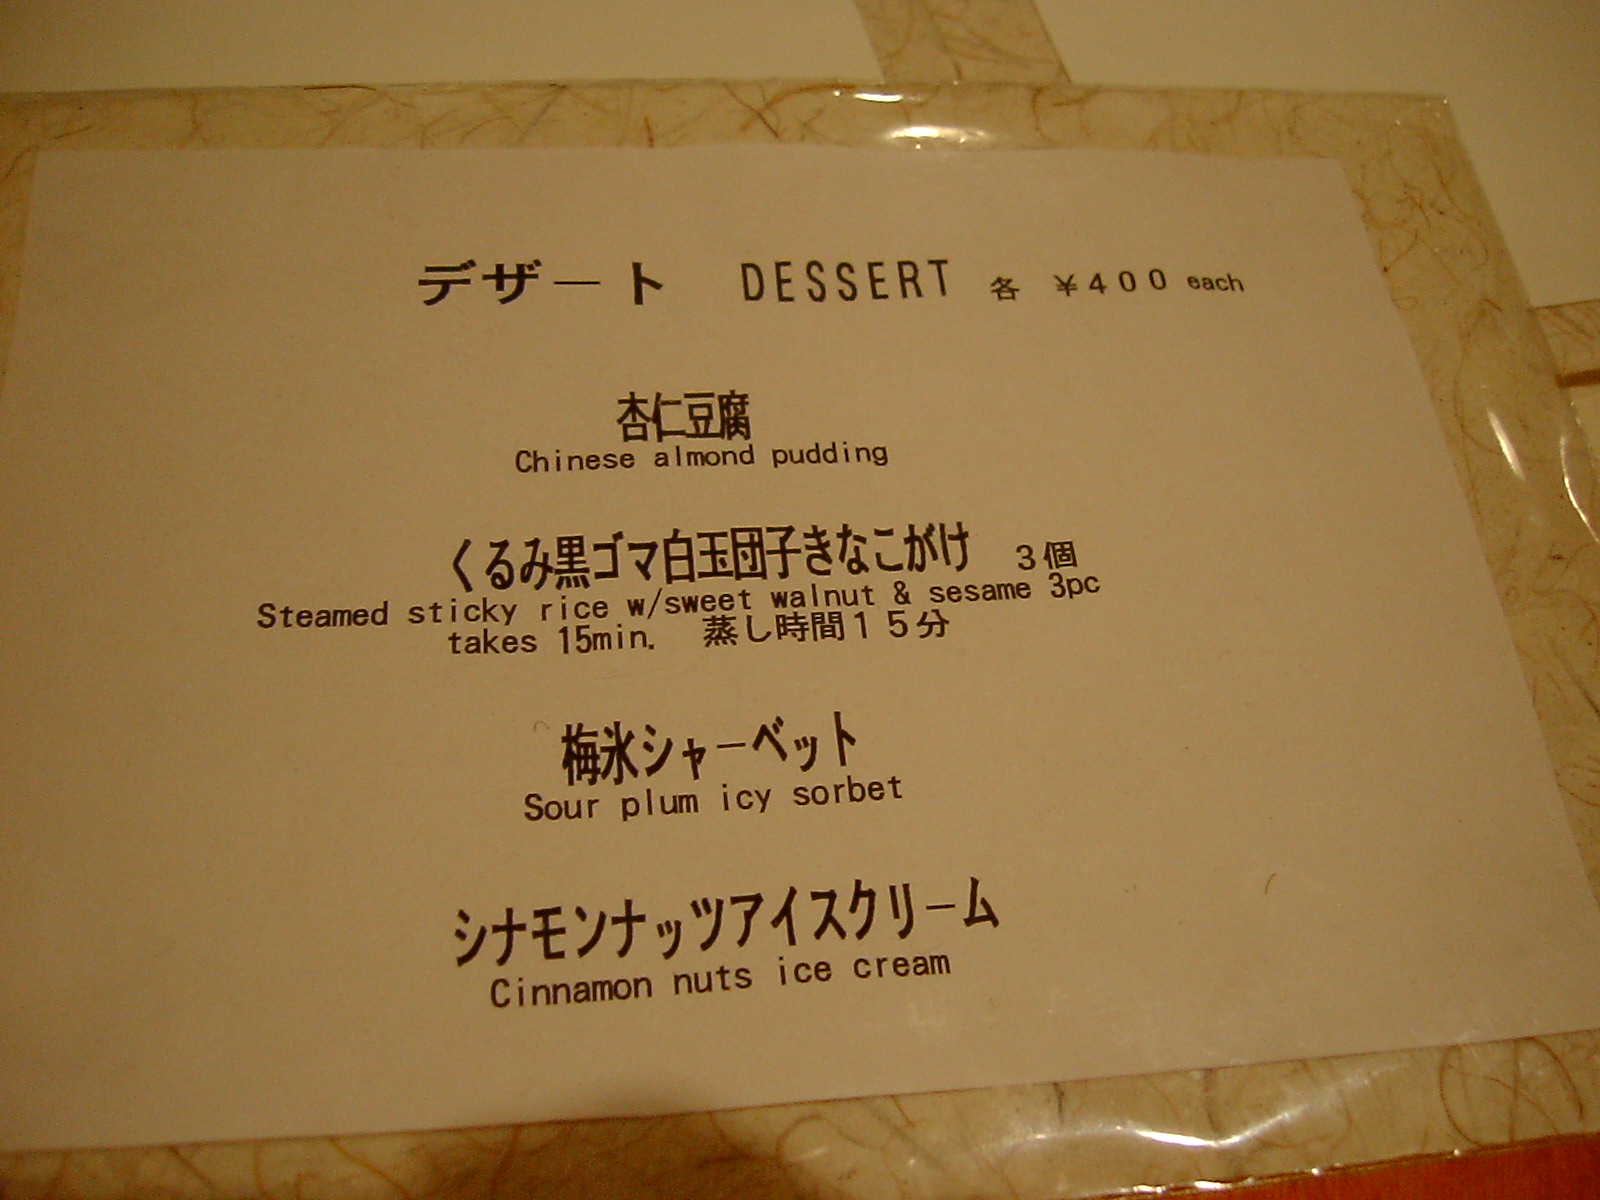 デザート DESSERT 各 ¥400 each
杏仁豆腐
Chinese almond pudding
くるみ黒ゴマ白玉団子きなこがけ 3個
Steamed sticky rice w/sweet walnut & sesame 3pc
takes 15min. 蒸し時間15分
梅氷シャーベット
Sour plum icy sorbet
シナモンナッツアイスクリーム
Cinnamon nuts ice cream